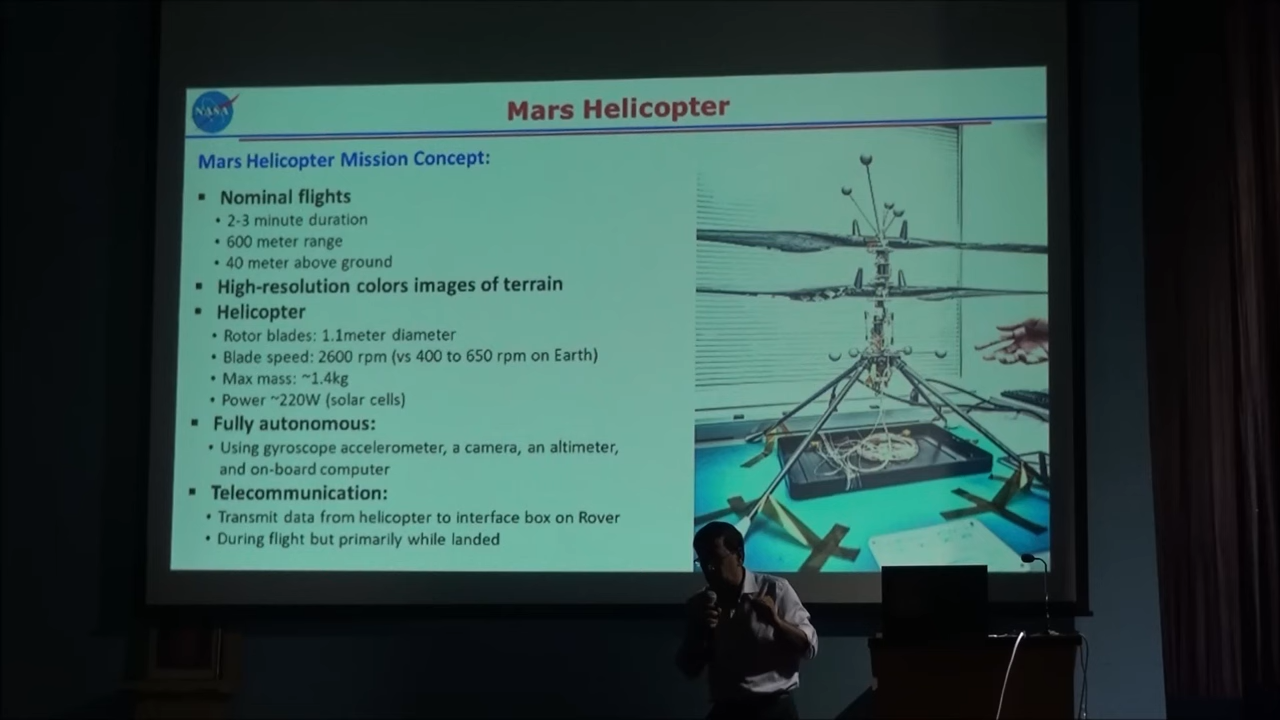 NASA
Mars Helicopter
Mars Helicopter Mission Concept:
▪ Nominal flights
• 2-3 minute duration
• 600 meter range
• 40 meter above ground
▪ High-resolution colors images of terrain
▪ Helicopter
• Rotor blades: 1.1meter diameter
• Blade speed: 2600 rpm (vs 400 to 650 rpm on Earth)
• Max mass: ~1.4kg
• Power ~220W (solar cells)
▪ Fully autonomous:
• Using gyroscope accelerometer, a camera, an altimeter,
and on-board computer
▪ Telecommunication:
• Transmit data from helicopter to interface box on Rover
• During flight but primarily while landed